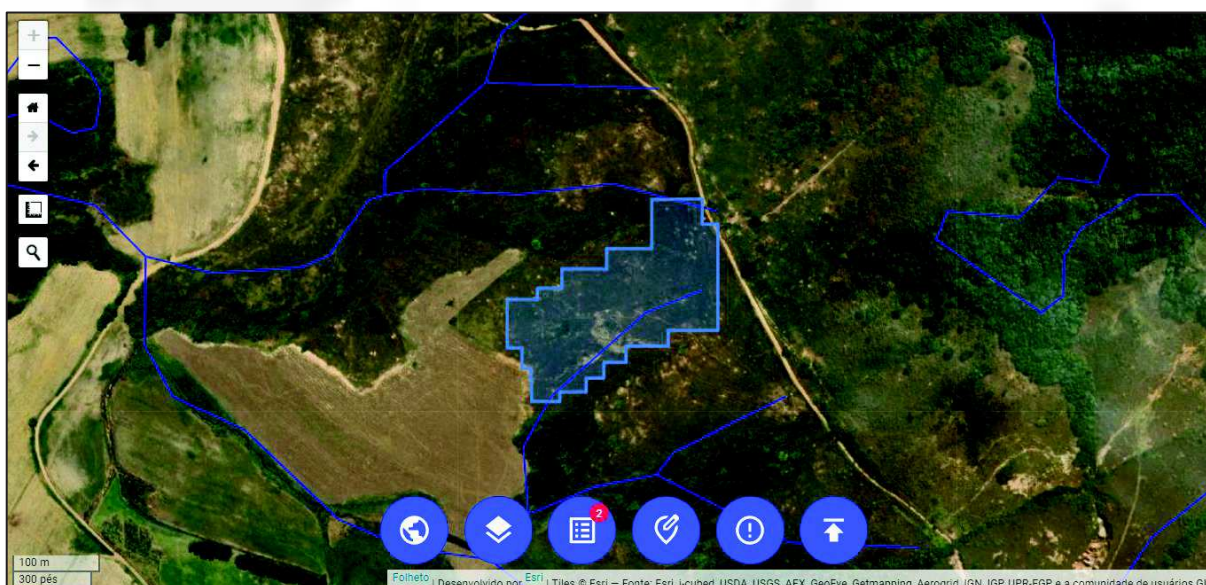 +
−
2
100 m
300 pés
Folheto | Desenvolvido por Esri | Tiles © Esri — Fonte: Esri, i-cubed, USDA, USGS, AEX, GeoEye, Getmapping, Aerogrid, IGN, IGP, UPR-EGP e a comunidade de usuários